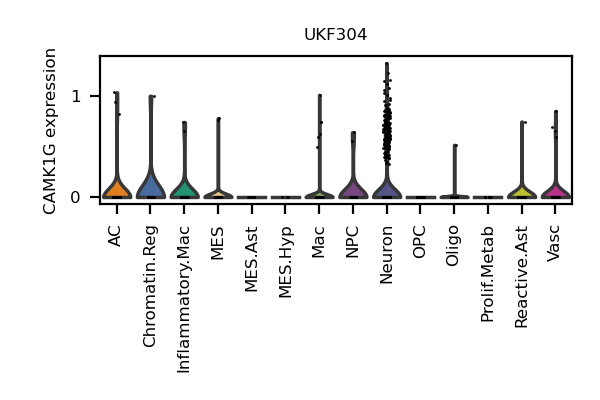 UKF304
CAMK1G expression
1
0
AC
Chromatin.Reg
Inflammatory.Mac
MES
MES.Ast
MES.Hyp
Mac
NPC
Neuron
OPC
Oligo
Prolif.Metab
Reactive.Ast
Vasc